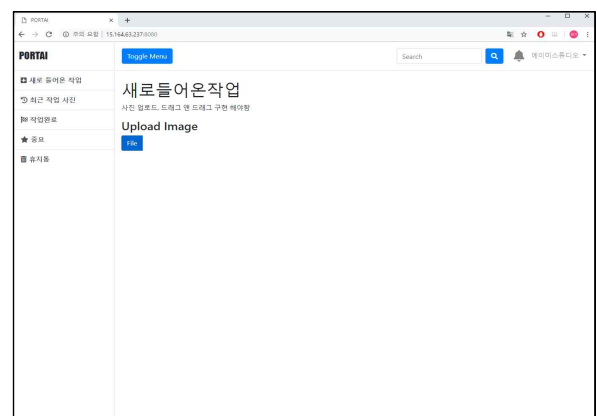 PORTAI
주의 요함 | 15.164.63.237:8000
PORTAI
Toggle Menu
Search
에이미스튜디오
새로 들어온 작업
최근 작업 사진
작업완료
중요
휴지통
새로들어온작업
사진 업로드, 드래그 앤 드래그 구현 해야함
Upload Image
File